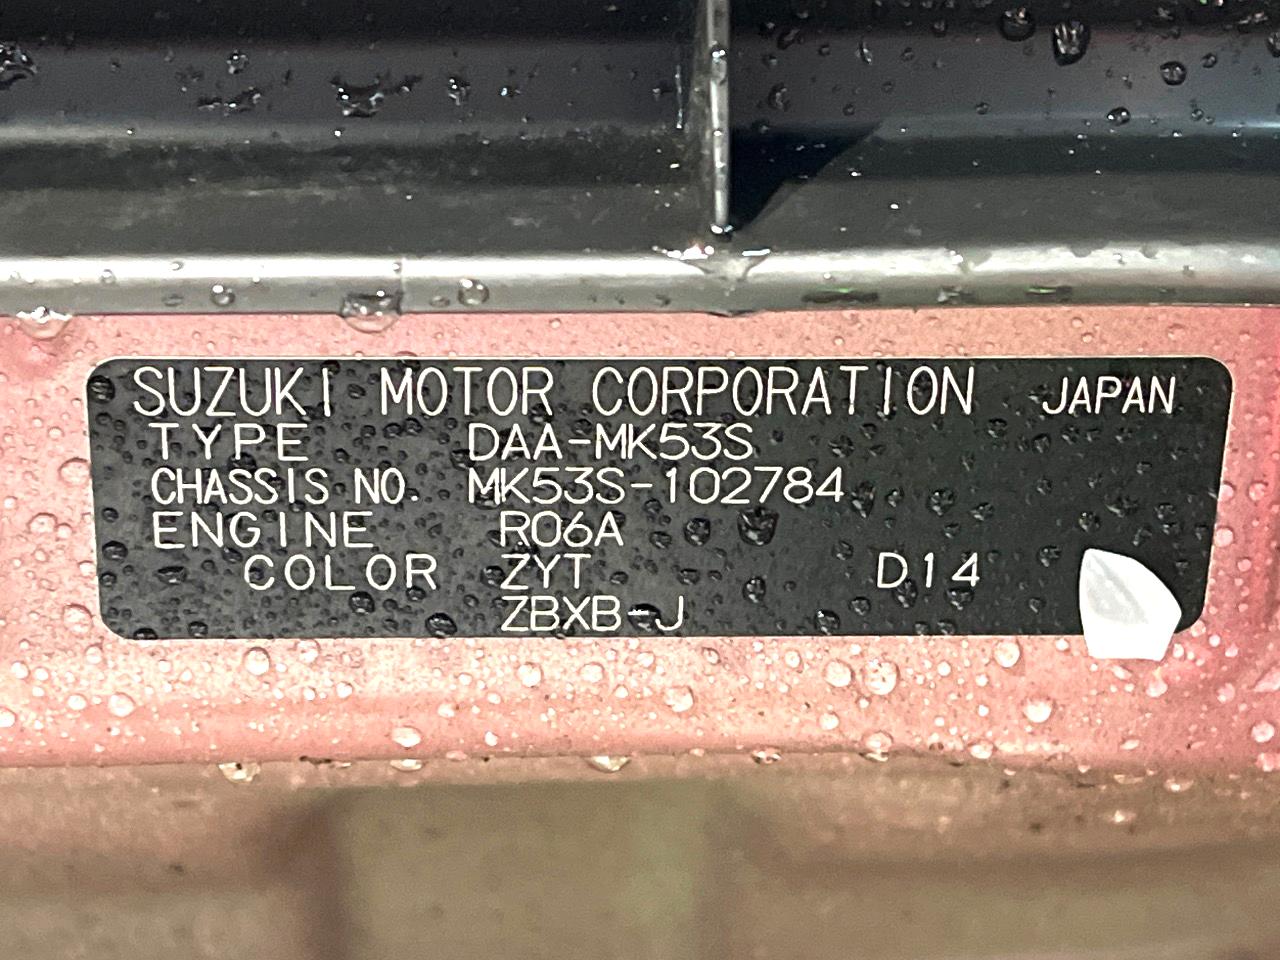 SUZUKI MOTOR CORPORATION JAPAN
TYPE DAA-MK53S
CHASSIS NO. MK53S-102784
ENGINE R06A
COLOR ZYT D14
ZBXB-J